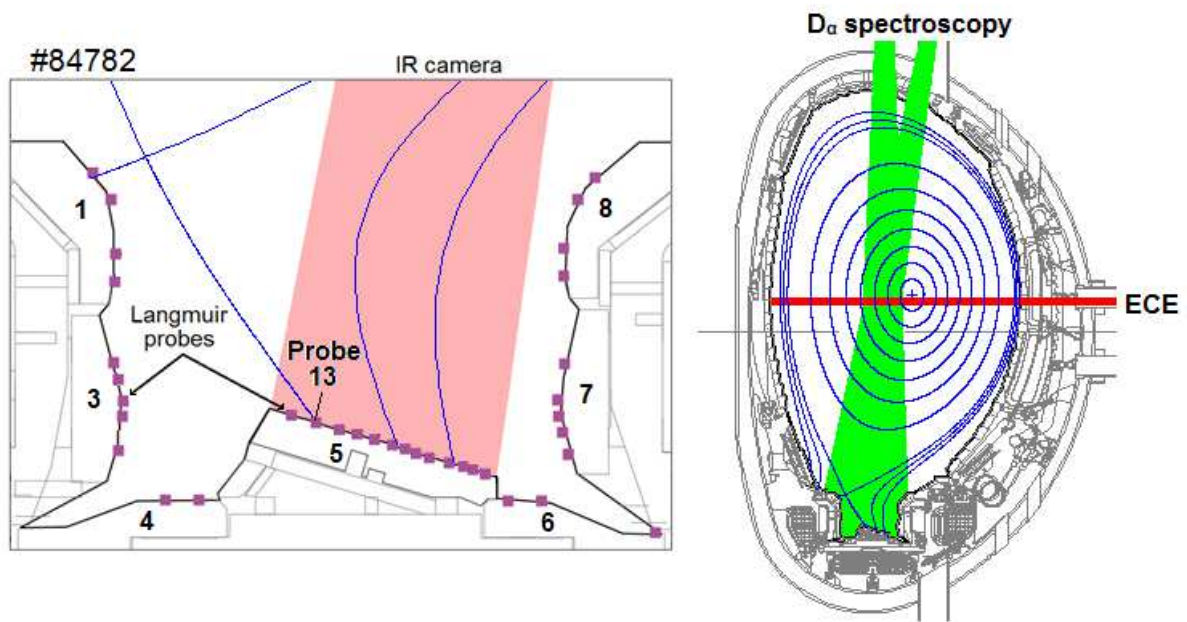 #84782
IR camera
1
8
Langmuir
probes
Probe
13
3
7
5
4
6
Dα spectroscopy
ECE